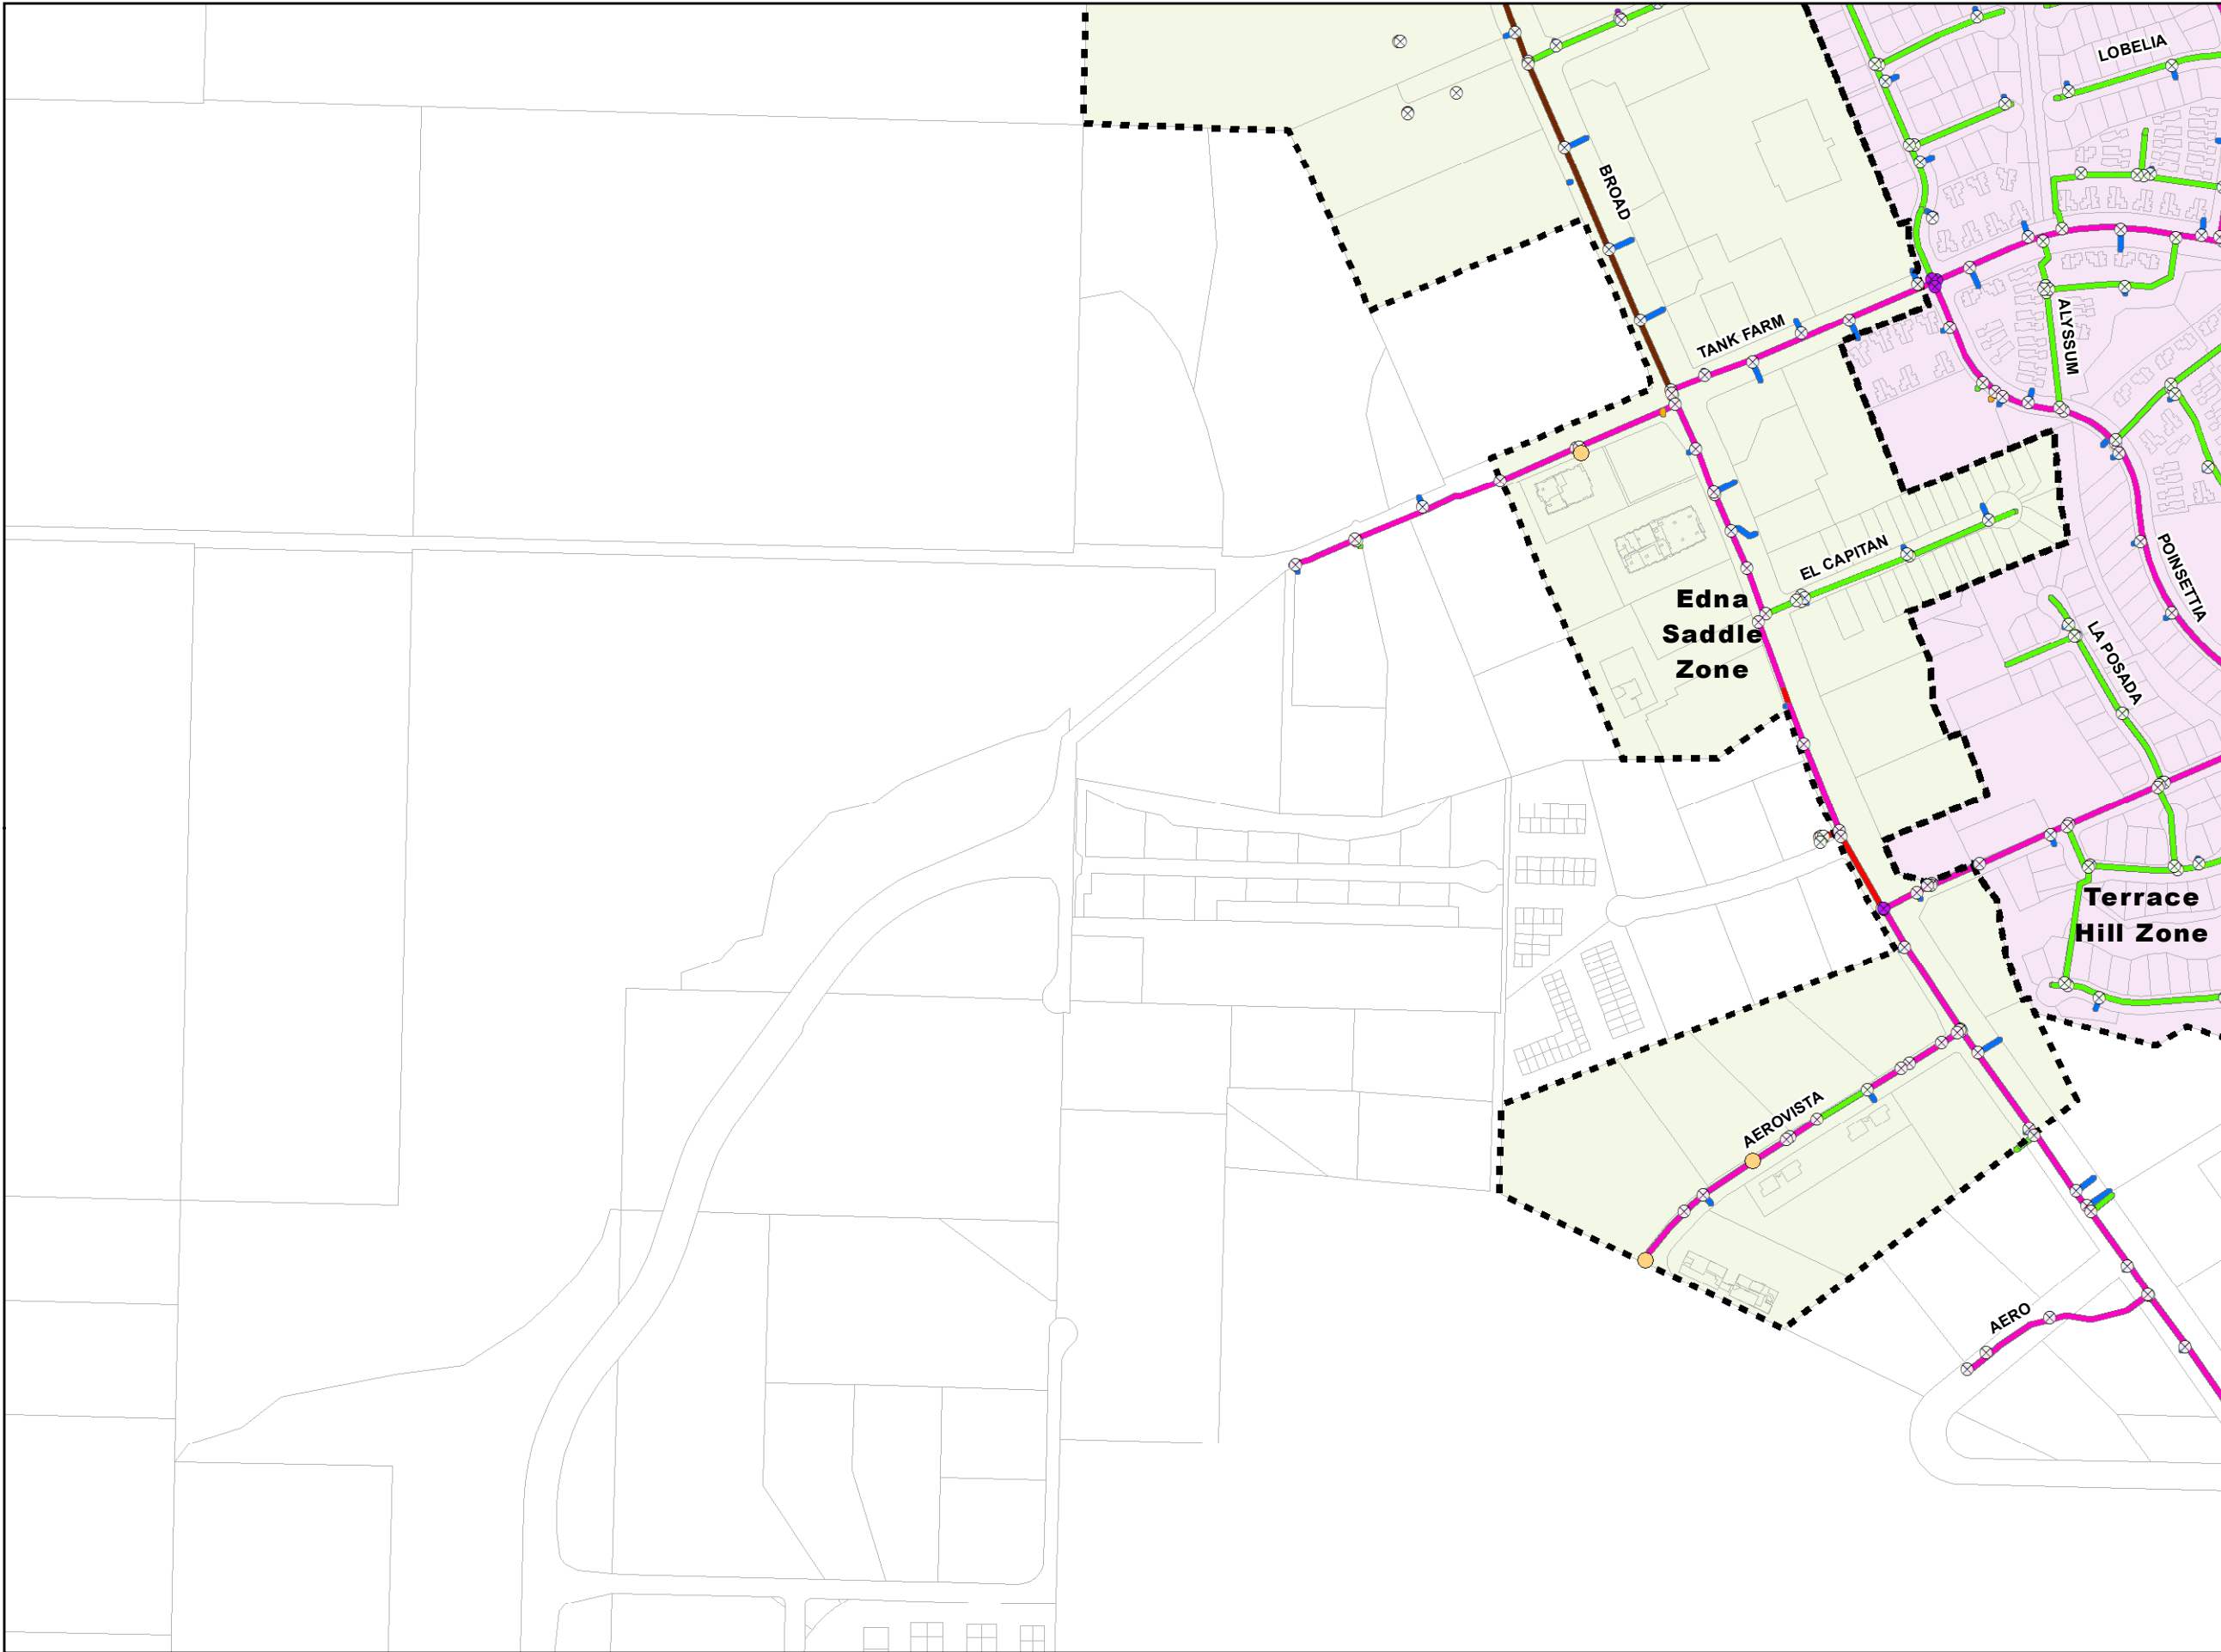 LOBELIA
BROAD
TANK FARM
ALYSSUM
EL CAPITAN
POINSETTIA
Edna
Saddle
Zone
LA POSADA
Terrace
Hill Zone
AEROVISTA
AERO